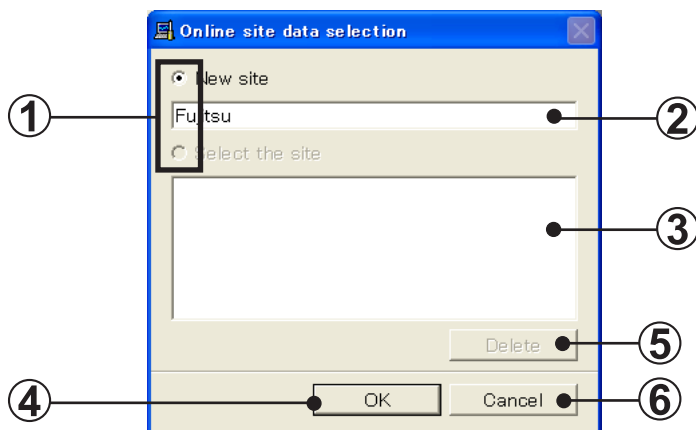 Online site data selection
New site
1
Fujitsu
2
Select the site
3
Delete
5
4
OK
Cancel
6